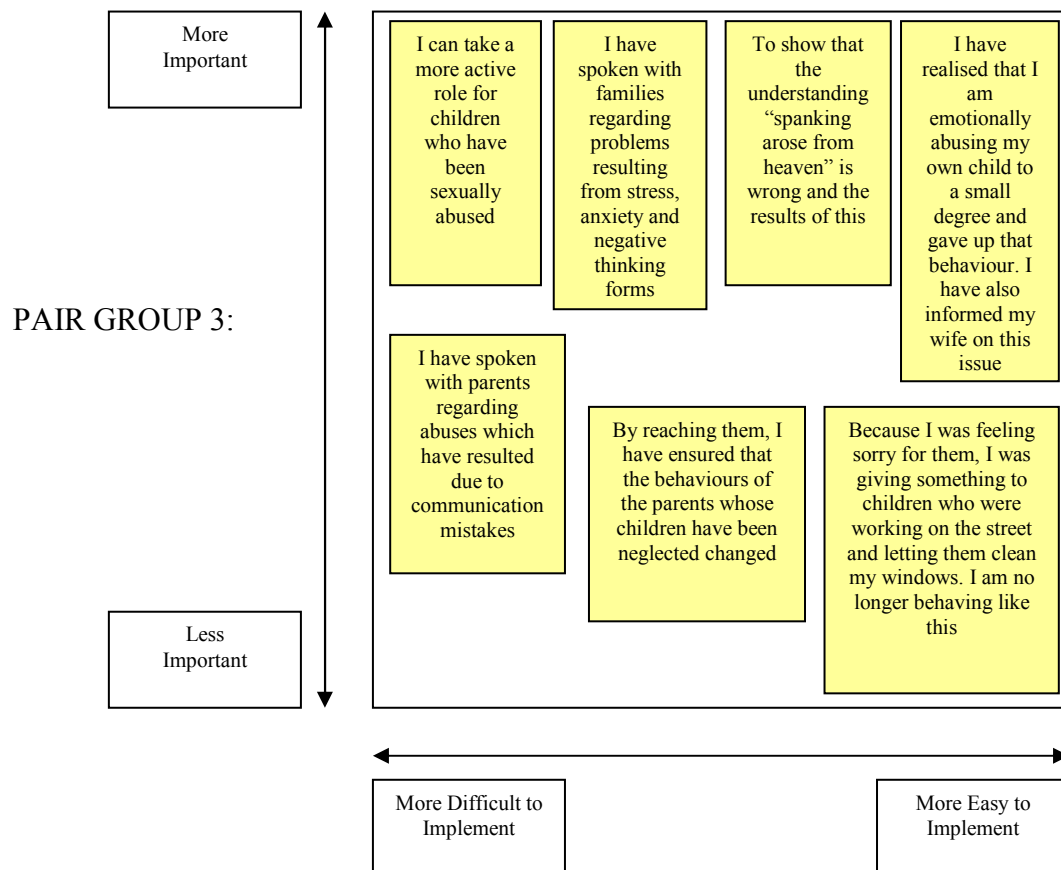 More
Important
I can take a
more active
role for
children
who have
been
sexually
abused
I have
spoken with
families
regarding
problems
resulting
from stress,
anxiety and
negative
thinking
forms
To show that
the
understanding
“spanking
arose from
heaven” is
wrong and the
results of this
I have
realised that I
am
emotionally
abusing my
own child to
a small
degree and
gave up that
behaviour. I
have also
informed my
wife on this
issue
PAIR GROUP 3:
I have spoken
with parents
regarding
abuses which
have resulted
due to
communication
mistakes
By reaching them, I
have ensured that
the behaviours of
the parents whose
children have been
neglected changed
Because I was feeling
sorry for them, I was
giving something to
children who were
working on the street
and letting them clean
my windows. I am no
longer behaving like
this
Less
Important
More Difficult to
Implement
More Easy to
Implement